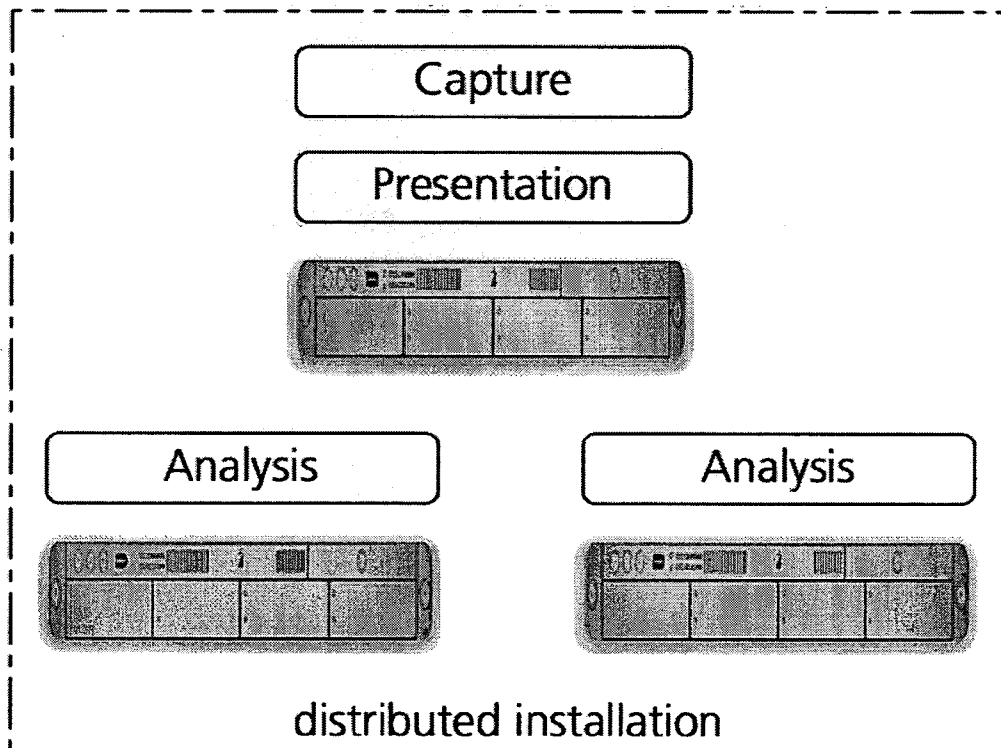 Capture
Presentation
Analysis
Analysis
distributed installation